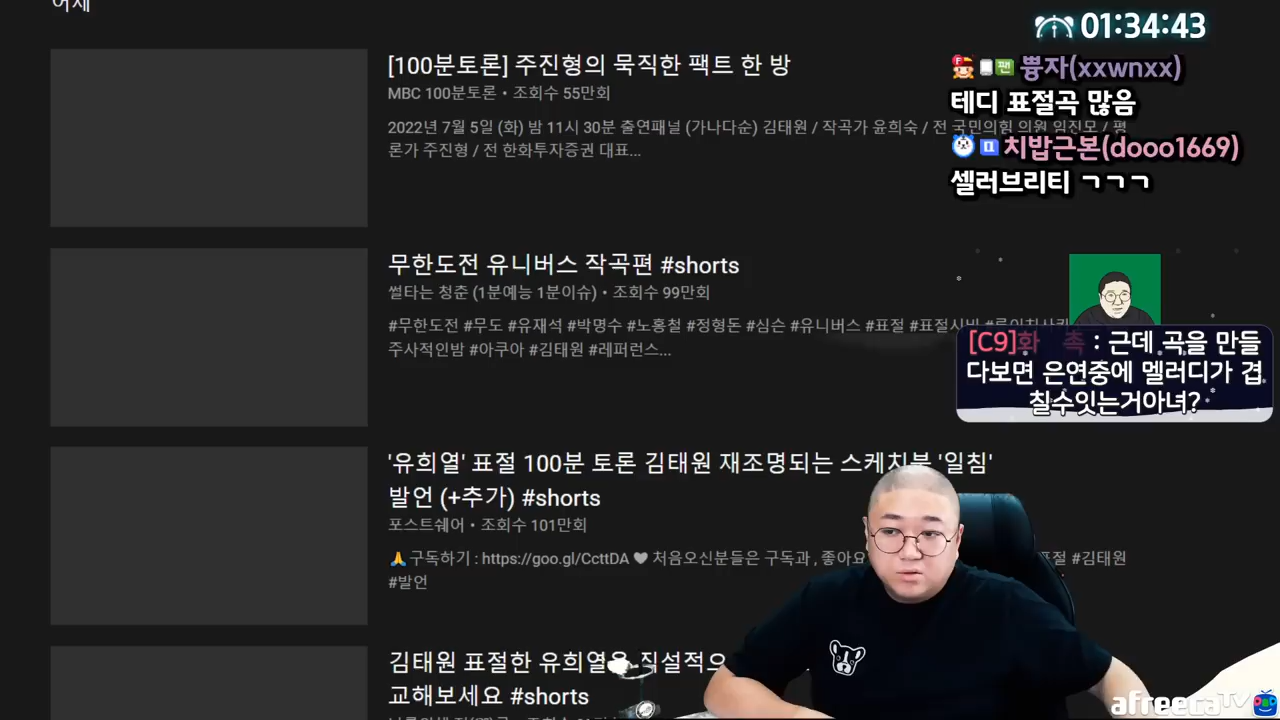 어제
01:34:43
[100분토론] 주진형의 묵직한 팩트 한 방
MBC 100분토론 • 조회수 55만회
2022년 7월 5일 (화) 밤 11시 30분 출연패널 (가나다순) 김태원 / 작곡가 윤희숙 / 전 국민의힘 의원 임진모 / 평
론가 주진형 / 전 한화투자증권 대표...
쁗자(xxwnxx)
테디 표절곡 많음
치밥근본(dooo1669)
셀러브리티 ㄱㄱㄱ
무한도전 유니버스 작곡편 #shorts
썰타는 청춘 (1분예능 1분이슈) • 조회수 99만회
#무한도전 #무도 #유재석 #박명수 #노홍철 #정형돈 #심슨 #유니버스 #표절 #표절시비
주사적인밤 #아쿠아 #김태원 #레퍼런스...
[C9]화 촉 : 근데 곡을 만들
다보면 은연중에 멜러디가 겹
칠수잇는거아녀?
'유희열' 표절 100분 토론 김태원 재조명되는 스케치북 '일침'
발언 (+추가) #shorts
포스트쉐어 • 조회수 101만회
🙏 구독하기 : https://goo.gl/CcttDA ♥ 처음오신분들은 구독과 , 좋아요 #김태원
#발언
김태원 표절한 유희열을 직설적으
교해보세요 #shorts
afreecaTV